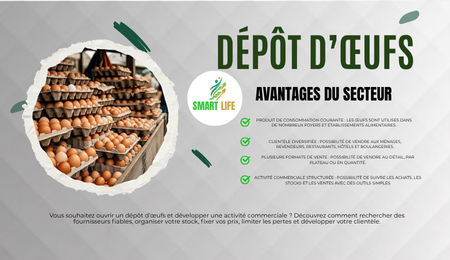 DÉPÔT D'ŒUFS
SMART LIFE
AVANTAGES DU SECTEUR
PRODUIT DE CONSOMMATION COURANTE : LES ŒUFS SONT UTILISÉS DANS
DE NOMBREUX FOYERS ET ÉTABLISSEMENTS ALIMENTAIRES.
CLIENTÈLE DIVERSIFIÉE : POSSIBILITÉ DE VENDRE AUX MÉNAGES,
REVENDEURS, RESTAURANTS, HÔTELS ET BOULANGERIES.
PLUSIEURS FORMATS DE VENTE : POSSIBILITÉ DE VENDRE AU DÉTAIL, PAR
PLATEAU OU EN QUANTITÉ.
ACTIVITÉ COMMERCIALE STRUCTURÉE : POSSIBILITÉ DE SUIVRE LES ACHATS, LES
STOCKS ET LES VENTES AVEC DES OUTILS SIMPLES
Vous souhaitez ouvrir un dépôt d'œufs et développer une activité commerciale ? Découvrez comment rechercher des
fournisseurs fiables, organiser votre stock, fixer vos prix, limiter les pertes et développer votre clientèle.